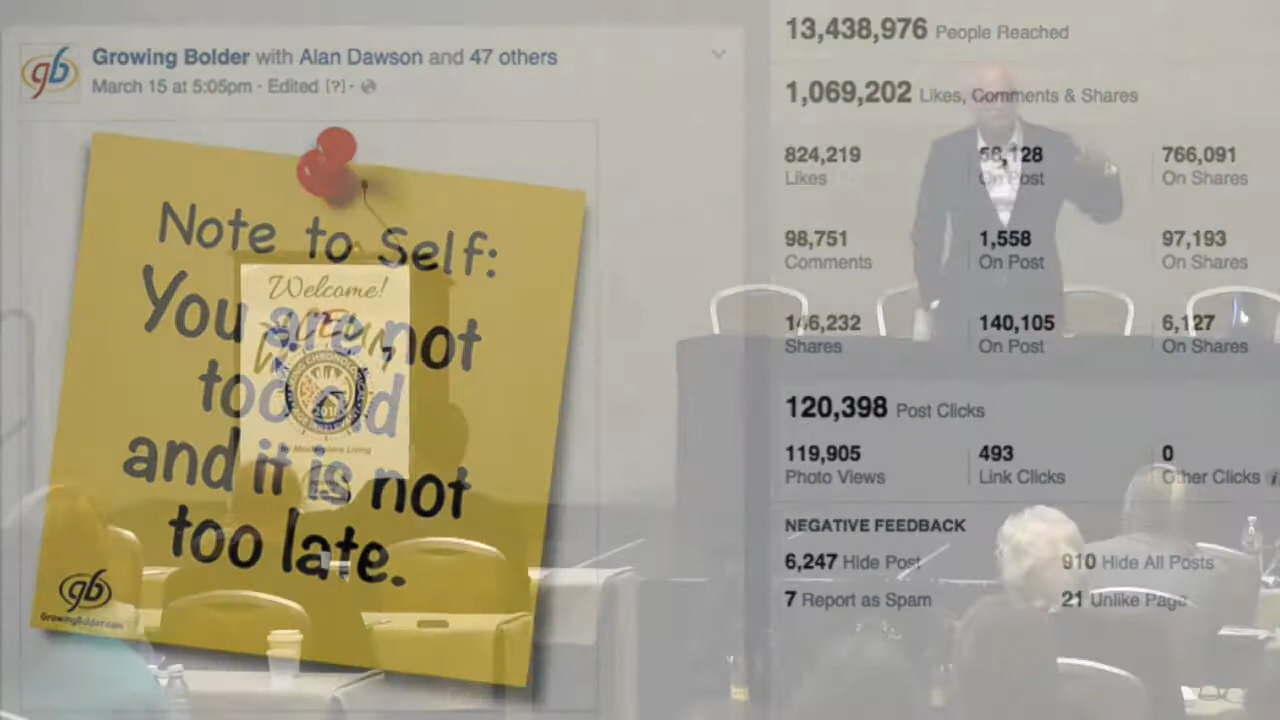 gb
Growing Bolder with Alan Dawson and 47 others
March 15 at 5:05pm · Edited [?] ·
Note to Self:
You are not
too old
and it is not
too late.
gb
GrowingBolder.com
Welcome!
by Masterpiece Living
13,438,976 People Reached
1,069,202 Likes, Comments & Shares
824,219
Likes
58,128
On Post
766,091
On Shares
98,751
Comments
1,558
On Post
97,193
On Shares
146,232
Shares
140,105
On Post
6,127
On Shares
120,398 Post Clicks
119,905
Photo Views
493
Link Clicks
0
Other Clicks
NEGATIVE FEEDBACK
6,247 Hide Post
910 Hide All Posts
7 Report as Spam
21 Unlike Page